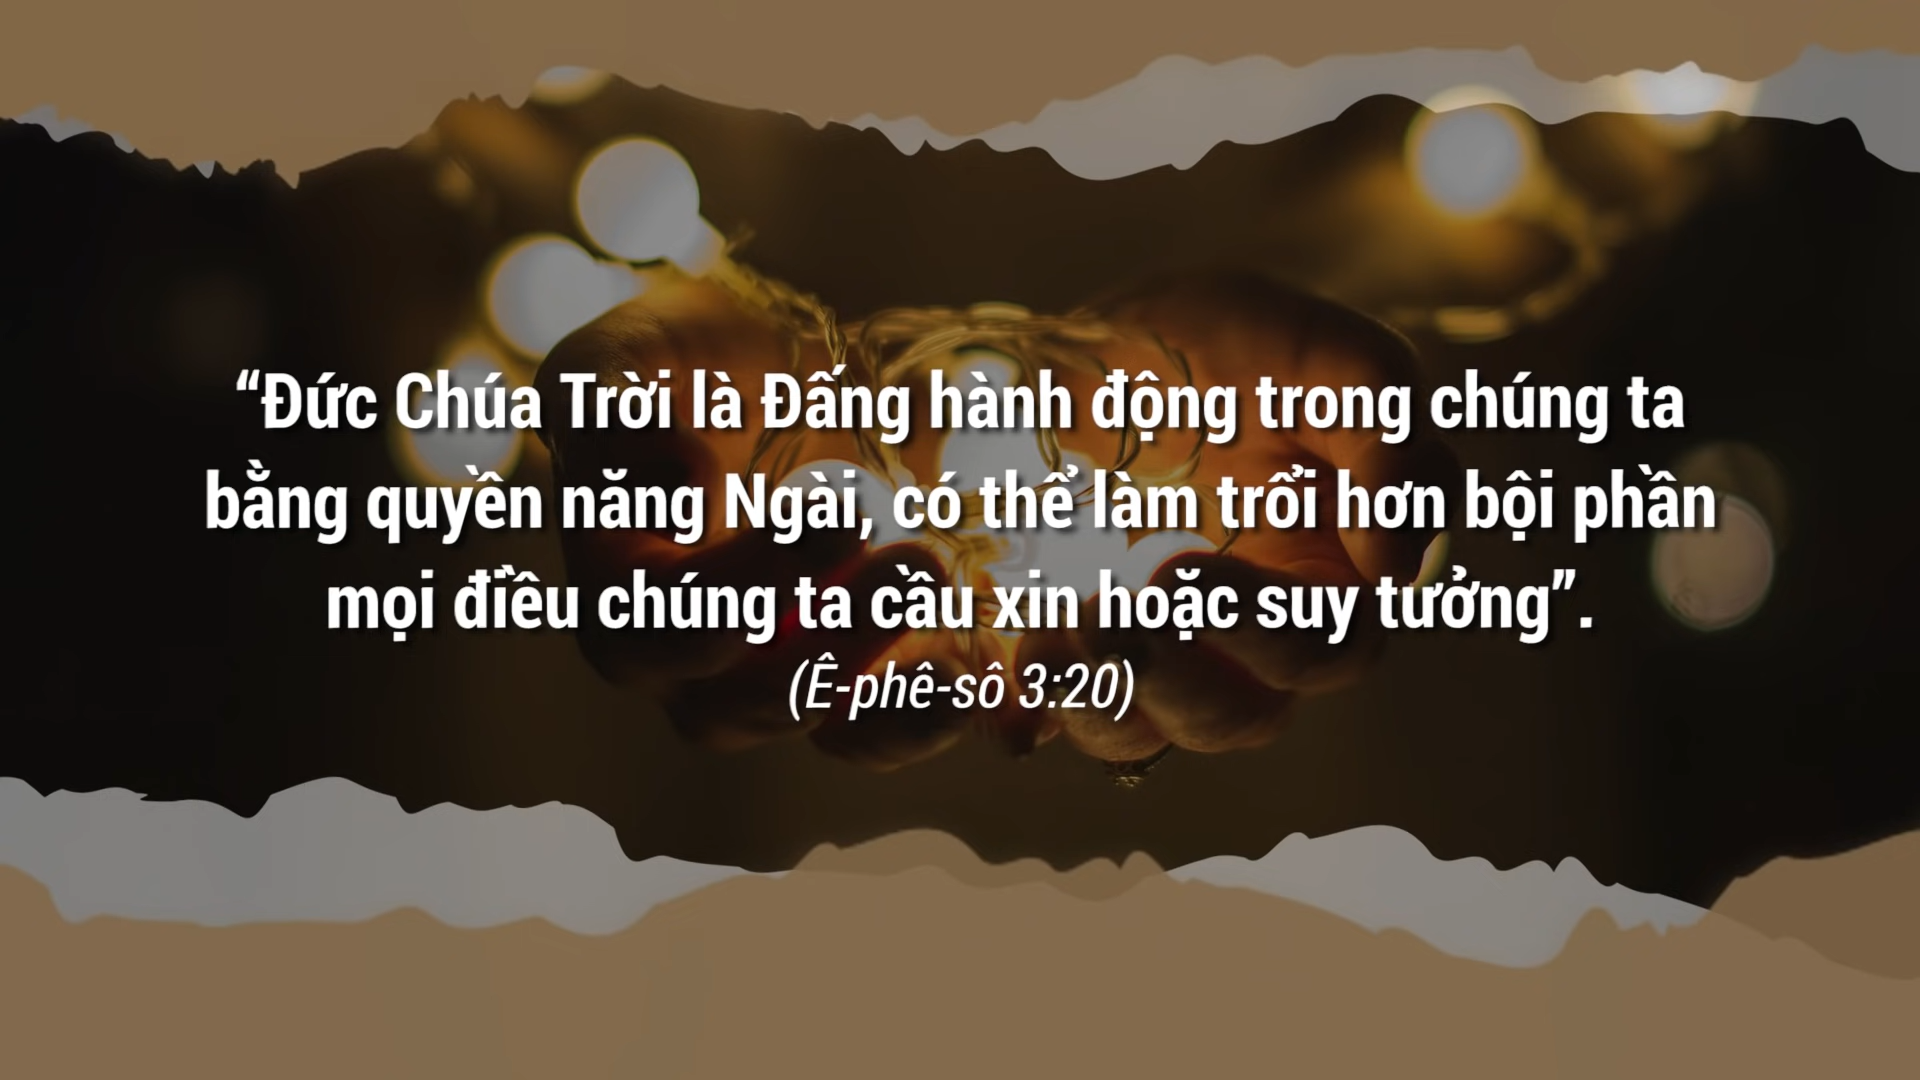 “Đức Chúa Trời là Đấng hành động trong chúng ta
bằng quyền năng Ngài, có thể làm trổi hơn bội phần
mọi điều chúng ta cầu xin hoặc suy tưởng”.
(Ê-phê-sô 3:20)